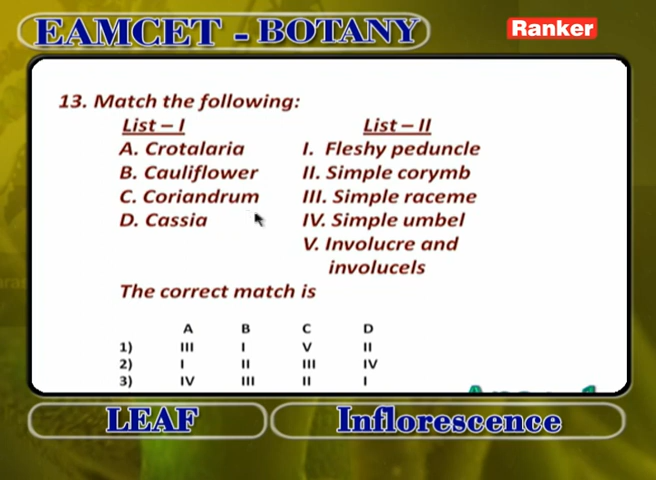 EAMCET - BOTANY
Ranker
13. Match the following:
List – I List – II
A. Crotalaria I. Fleshy peduncle
B. Cauliflower II. Simple corymb
C. Coriandrum III. Simple raceme
D. Cassia IV. Simple umbel
V. Involucre and
involucels
The correct match is
A B C D
1) III I V II
2) I II III IV
3) IV III II I
LEAF
Inflorescence